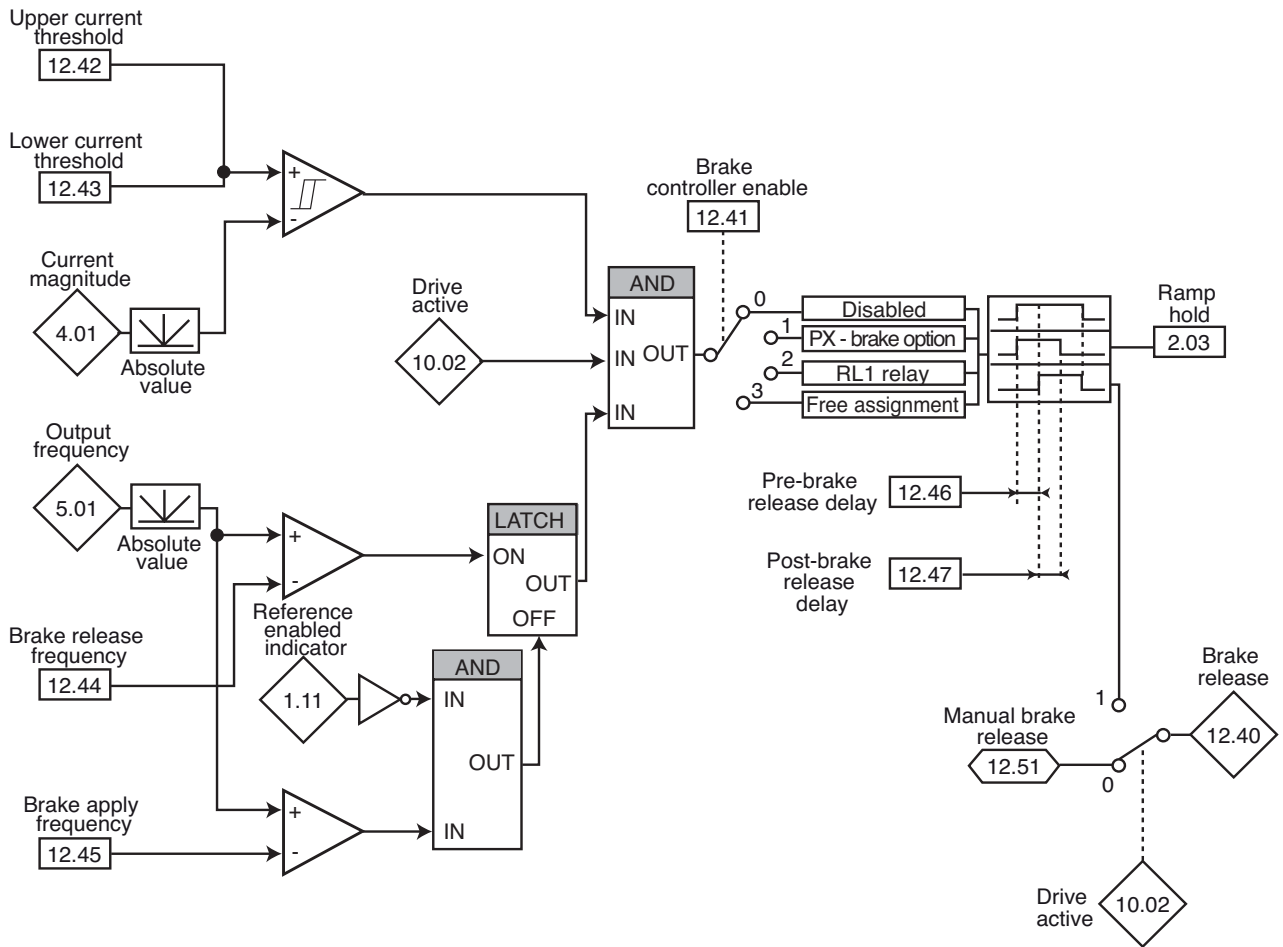 Upper current
threshold
12.42
Lower current
threshold
12.43
+
-
Current
magnitude
4.01
Absolute
value
Drive
active
10.02
AND
IN
IN OUT
IN
Brake
controller enable
12.41
0
1
2
3
Disabled
PX - brake option
RL1 relay
Free assignment
Ramp
hold
2.03
Pre-brake
release delay
12.46
Post-brake
release
delay
12.47
Output
frequency
5.01
Absolute
value
+
-
LATCH
ON
OUT
OFF
Brake release
frequency
12.44
Reference
enabled
indicator
1.11
AND
IN
OUT
IN
Brake apply
frequency
12.45
+
-
Manual brake
release
12.51
1
0
Brake
release
12.40
Drive
active
10.02